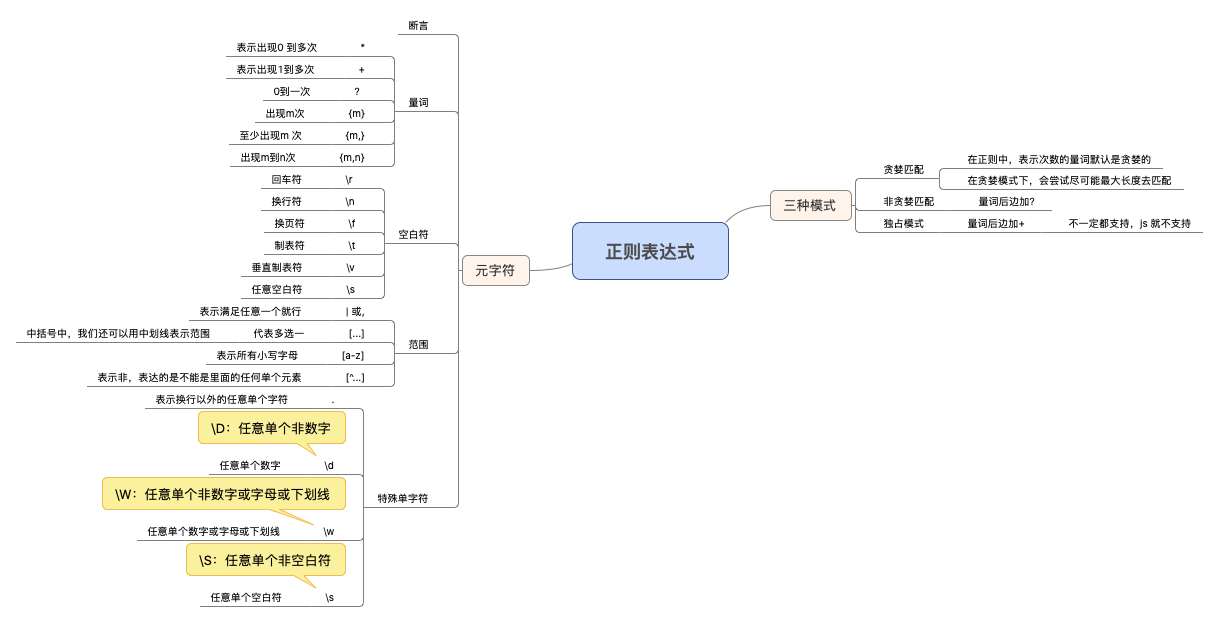 正则表达式
元字符
断言
量词
*
表示出现0 到多次
+
表示出现1到多次
?
0到一次
{m}
出现m次
{m,}
至少出现m 次
{m,n}
出现m到n次
空白符
\r
回车符
\n
换行符
\f
换页符
\t
制表符
\v
垂直制表符
\s
任意空白符
范围
| 或,
表示满足任意一个就行
[...]
代表多选一
中括号中，我们还可以用中划线表示范围
[a-z]
表示所有小写字母
[^...]
表示非，表达的是不能是里面的任何单个元素
特殊单字符
.
表示换行以外的任意单个字符
\D：任意单个非数字
\d
任意单个数字
\W：任意单个非数字或字母或下划线
\w
任意单个数字或字母或下划线
\S：任意单个非空白符
\s
任意单个空白符
三种模式
贪婪匹配
在正则中，表示次数的量词默认是贪婪的
在贪婪模式下，会尝试尽可能最大长度去匹配
非贪婪匹配
量词后边加?
独占模式
量词后边加+
不一定都支持，js 就不支持